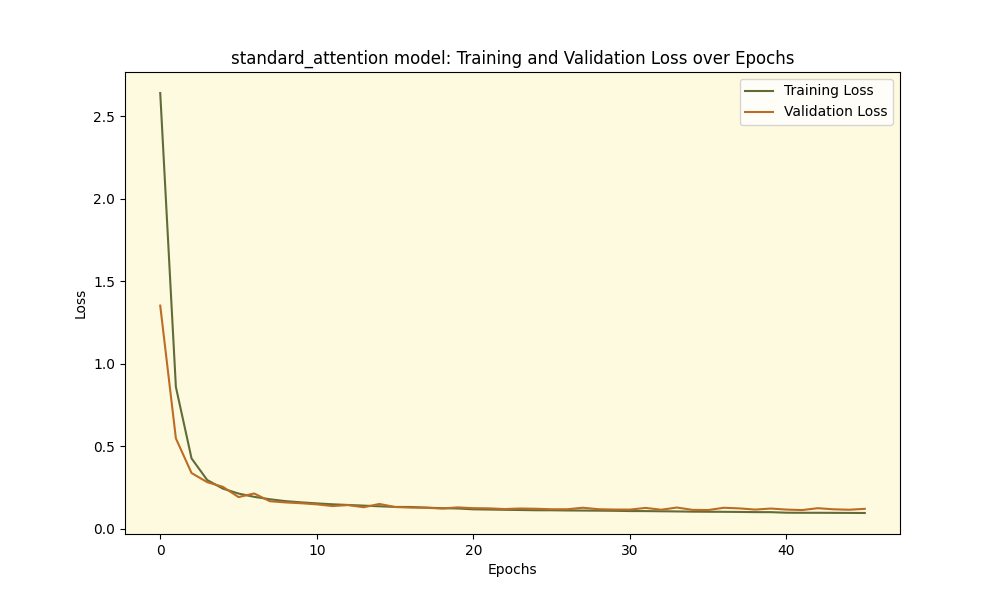 standard_attention model: Training and Validation Loss over Epochs
Training Loss
Validation Loss
2.5
2.0
1.5
1.0
0.5
0.0
Loss
0 10 20 30 40
Epochs